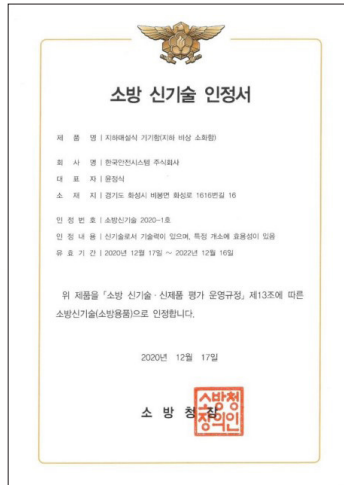 소방 신기술 인정서
제 품 명 | 지하매설식 기기함(지하 비상 소화함)
회 사 명 | 한국안전시스템 주식회사
대 표 자 | 윤정식
소 재 지 | 경기도 화성시 비봉면 화성로 1616번길 16
인 정 번 호 | 소방신기술 2020-1호
인 정 내 용 | 신기술로서 기술력이 있으며, 특정 개소에 효용성이 있음
유 효 기 간 | 2020년 12월 17일 ~ 2022년 12월 16일
위 제품을 「소방 신기술 · 신제품 평가 운영규정」 제13조에 따른
소방신기술(소방용품)으로 인정합니다.
2020년 12월 17일
소 방 청 장
소방청
장의인